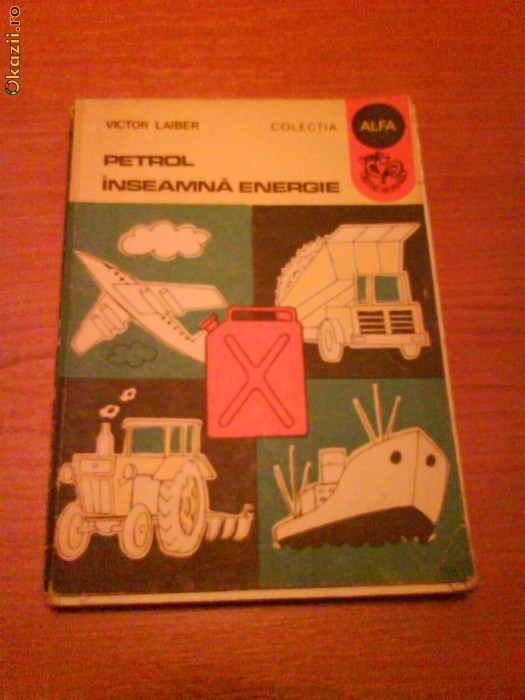 Okazii.ro
VICTOR LAIBER COLECTIA ALFA
PETROL
ÎNSEAMNĂ ENERGIE